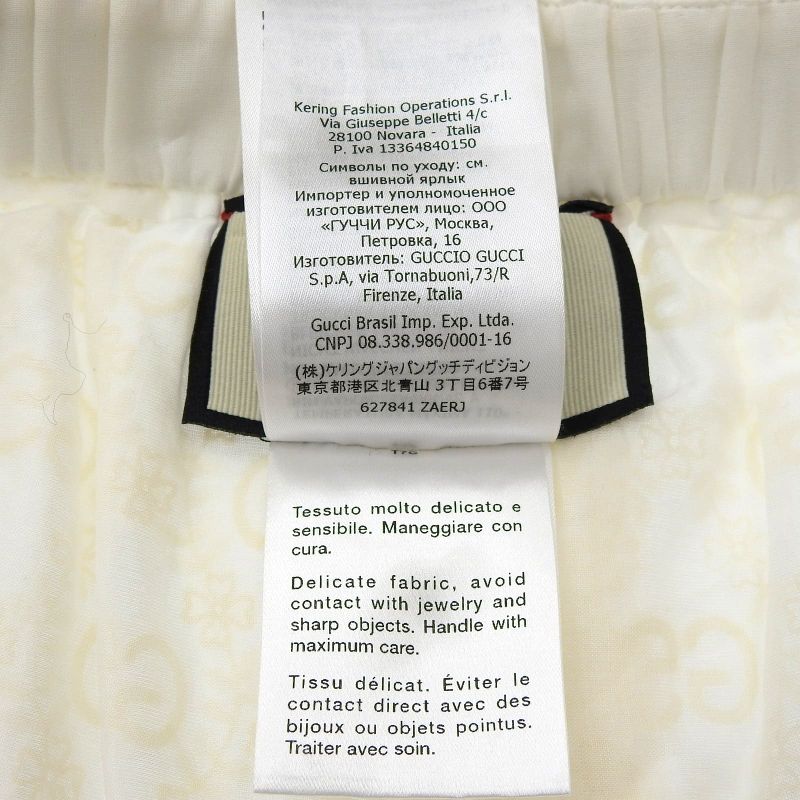 Kering Fashion Operations S.r.l.
Via Giuseppe Belletti 4/c
28100 Novara - Italia
P. Iva 13364840150
Символы по уходу: см.
вшивной ярлык
Импортер и уполномоченное
изготовителем лицо: ООО
«ГУЧЧИ РУС», Москва,
Петровка, 16
Изготовитель: GUCCIO GUCCI
S.p.A, via Tornabuoni,73/R
Firenze, Italia
Gucci Brasil Imp. Exp. Ltda.
CNPJ 08.338.986/0001-16
(株)ケリングジャパングッチディビジョン
東京都港区北青山 3丁目6番7号
627841 ZAERJ
Tessuto molto delicato e
sensibile. Maneggiare con
cura.
Delicate fabric, avoid
contact with jewelry and
sharp objects. Handle with
maximum care.
Tissu délicat. Éviter le
contact direct avec des
bijoux ou objets pointus.
Traiter avec soin.